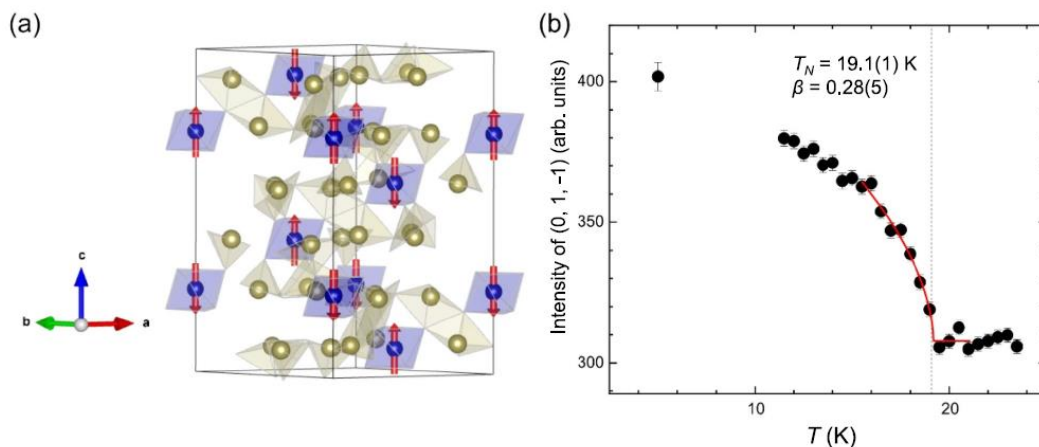 (a)
c
b
a
(b)
Intensity of (0, 1, −1) (arb. units)
400
350
300
T_N = 19.1(1) K
β = 0.28(5)
10
20
T (K)